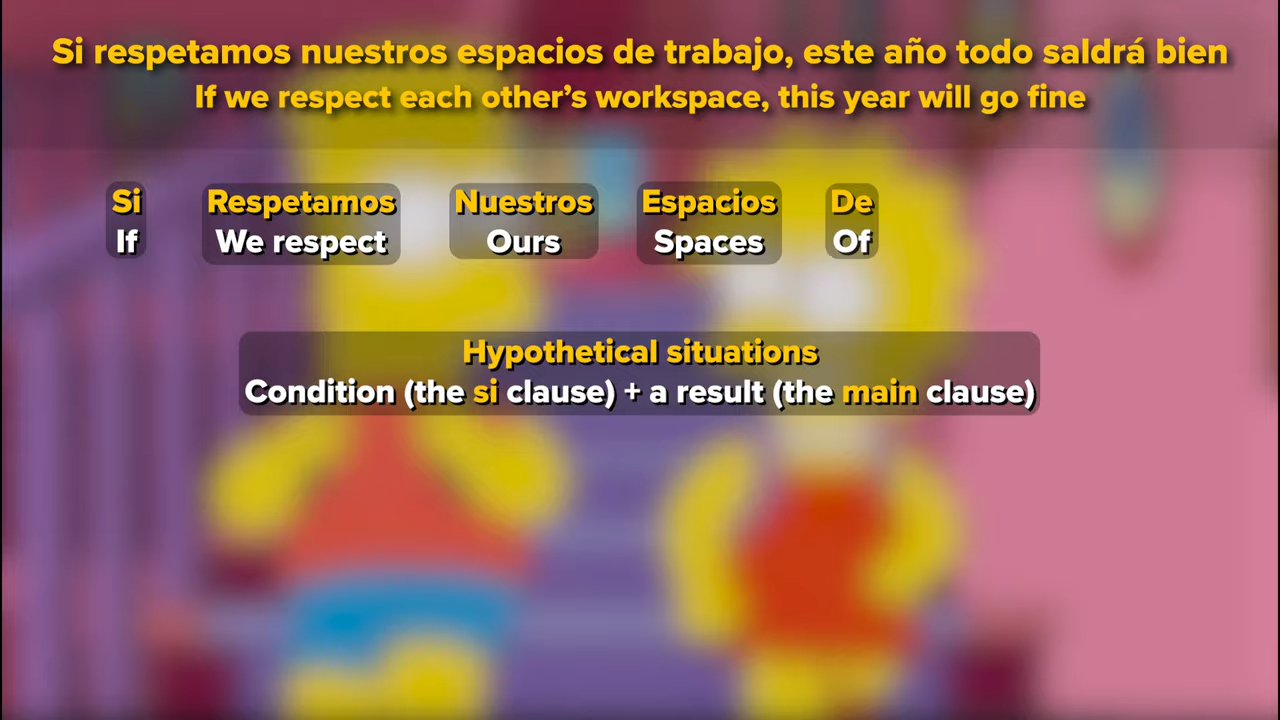 Si respetamos nuestros espacios de trabajo, este año todo saldrá bien
If we respect each other’s workspace, this year will go fine
Si Respetamos Nuestros Espacios De
If We respect Ours Spaces Of
Hypothetical situations
Condition (the si clause) + a result (the main clause)